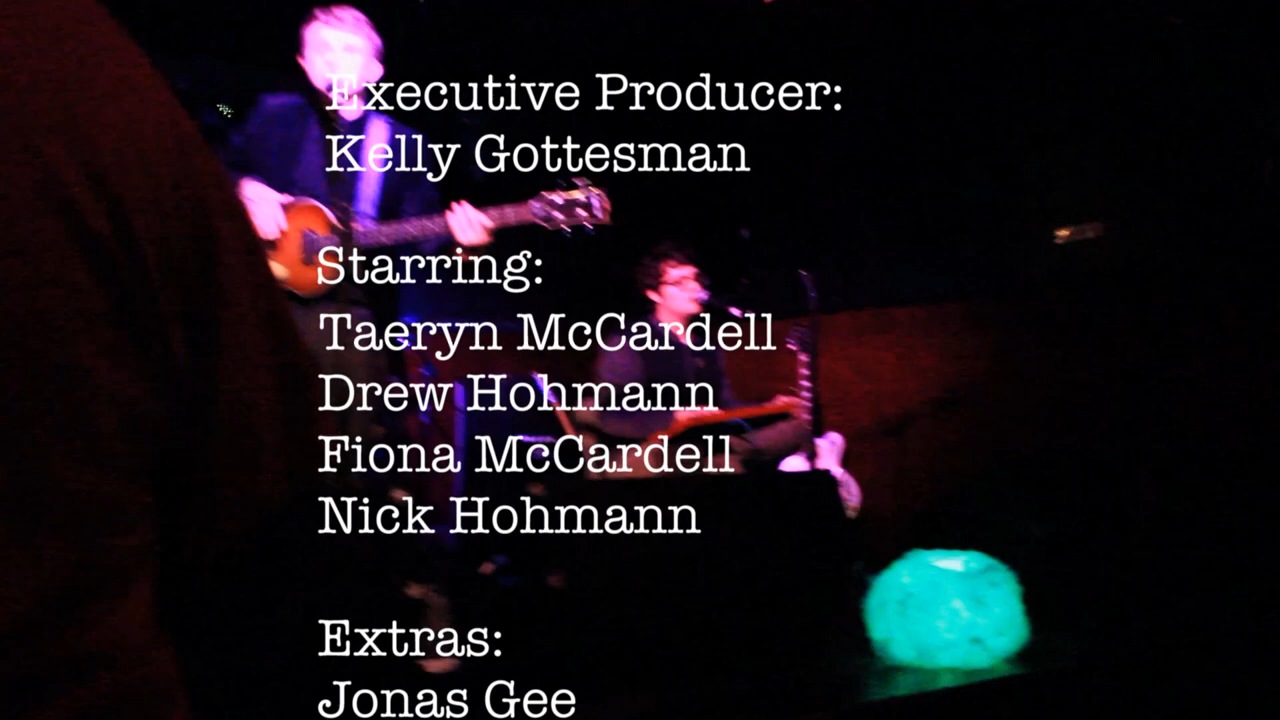 Executive Producer:
Kelly Gottesman
Starring:
Taeryn McCardell
Drew Hohmann
Fiona McCardell
Nick Hohmann
Extras:
Jonas Gee